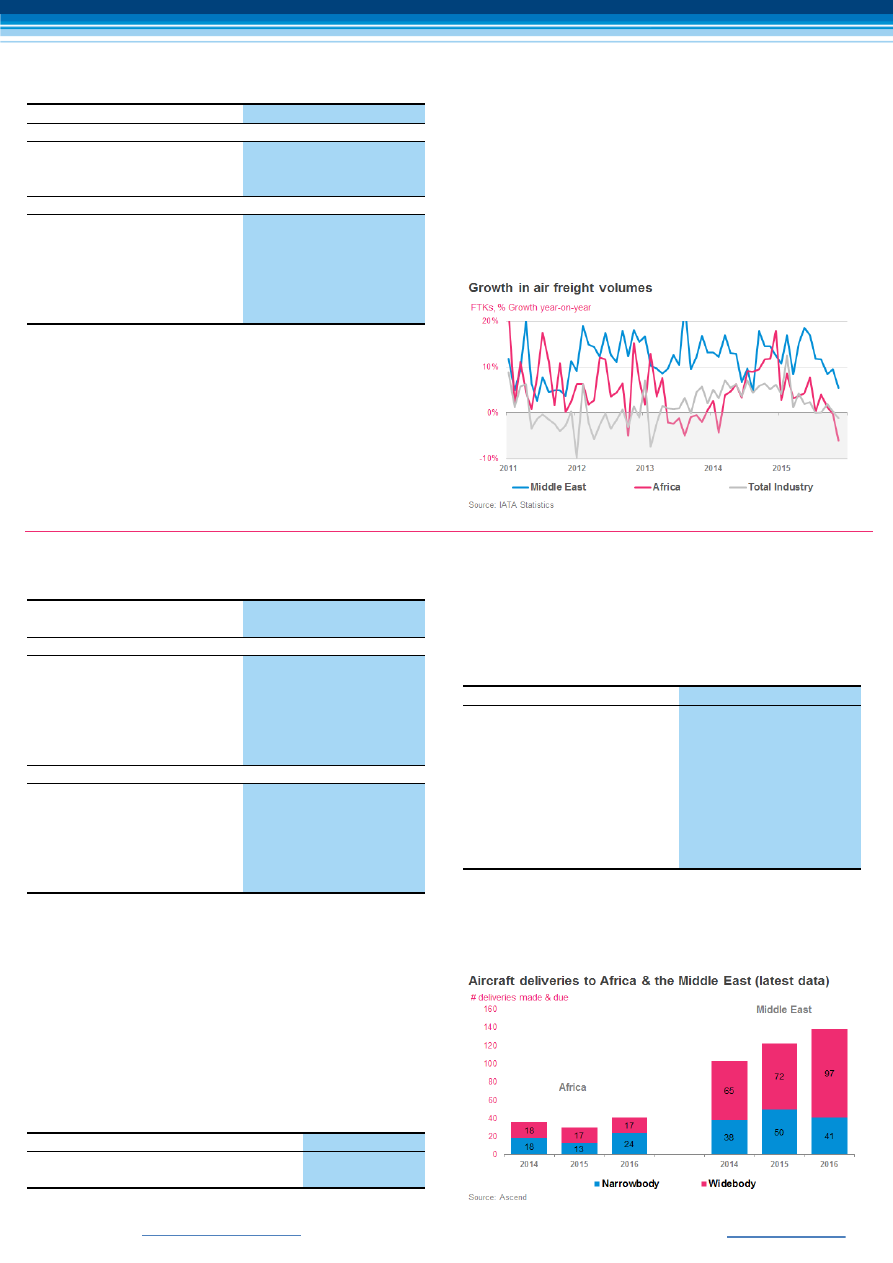 Growth in air freight volumes
FTKs, % Growth year-on-year
20%
10%
0%
-10%
2011 2012 2013 2014 2015
Middle East Africa Total Industry
Source: IATA Statistics
Aircraft deliveries to Africa & the Middle East (latest data)
# deliveries made & due
160
140
120
100
80
60
40
20
0
Africa
Middle East
18 17 17 65 72 97
18 13 24 38 50 41
2014 2015 2016 2014 2015 2016
Narrowbody Widebody
Source: Ascend